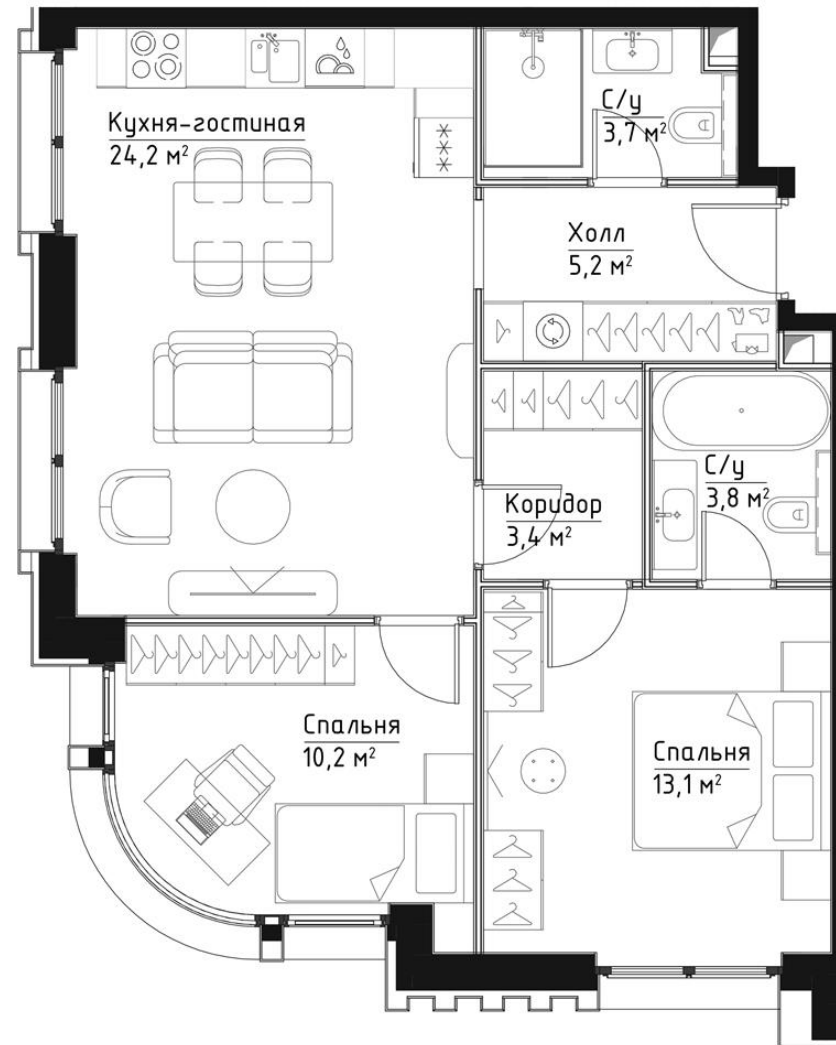 Кухня-гостиная
24,2 м²
С/у
3,7 м²
Холл
5,2 м²
С/у
3,8 м²
Коридор
3,4 м²
Спальня
10,2 м²
Спальня
13,1 м²